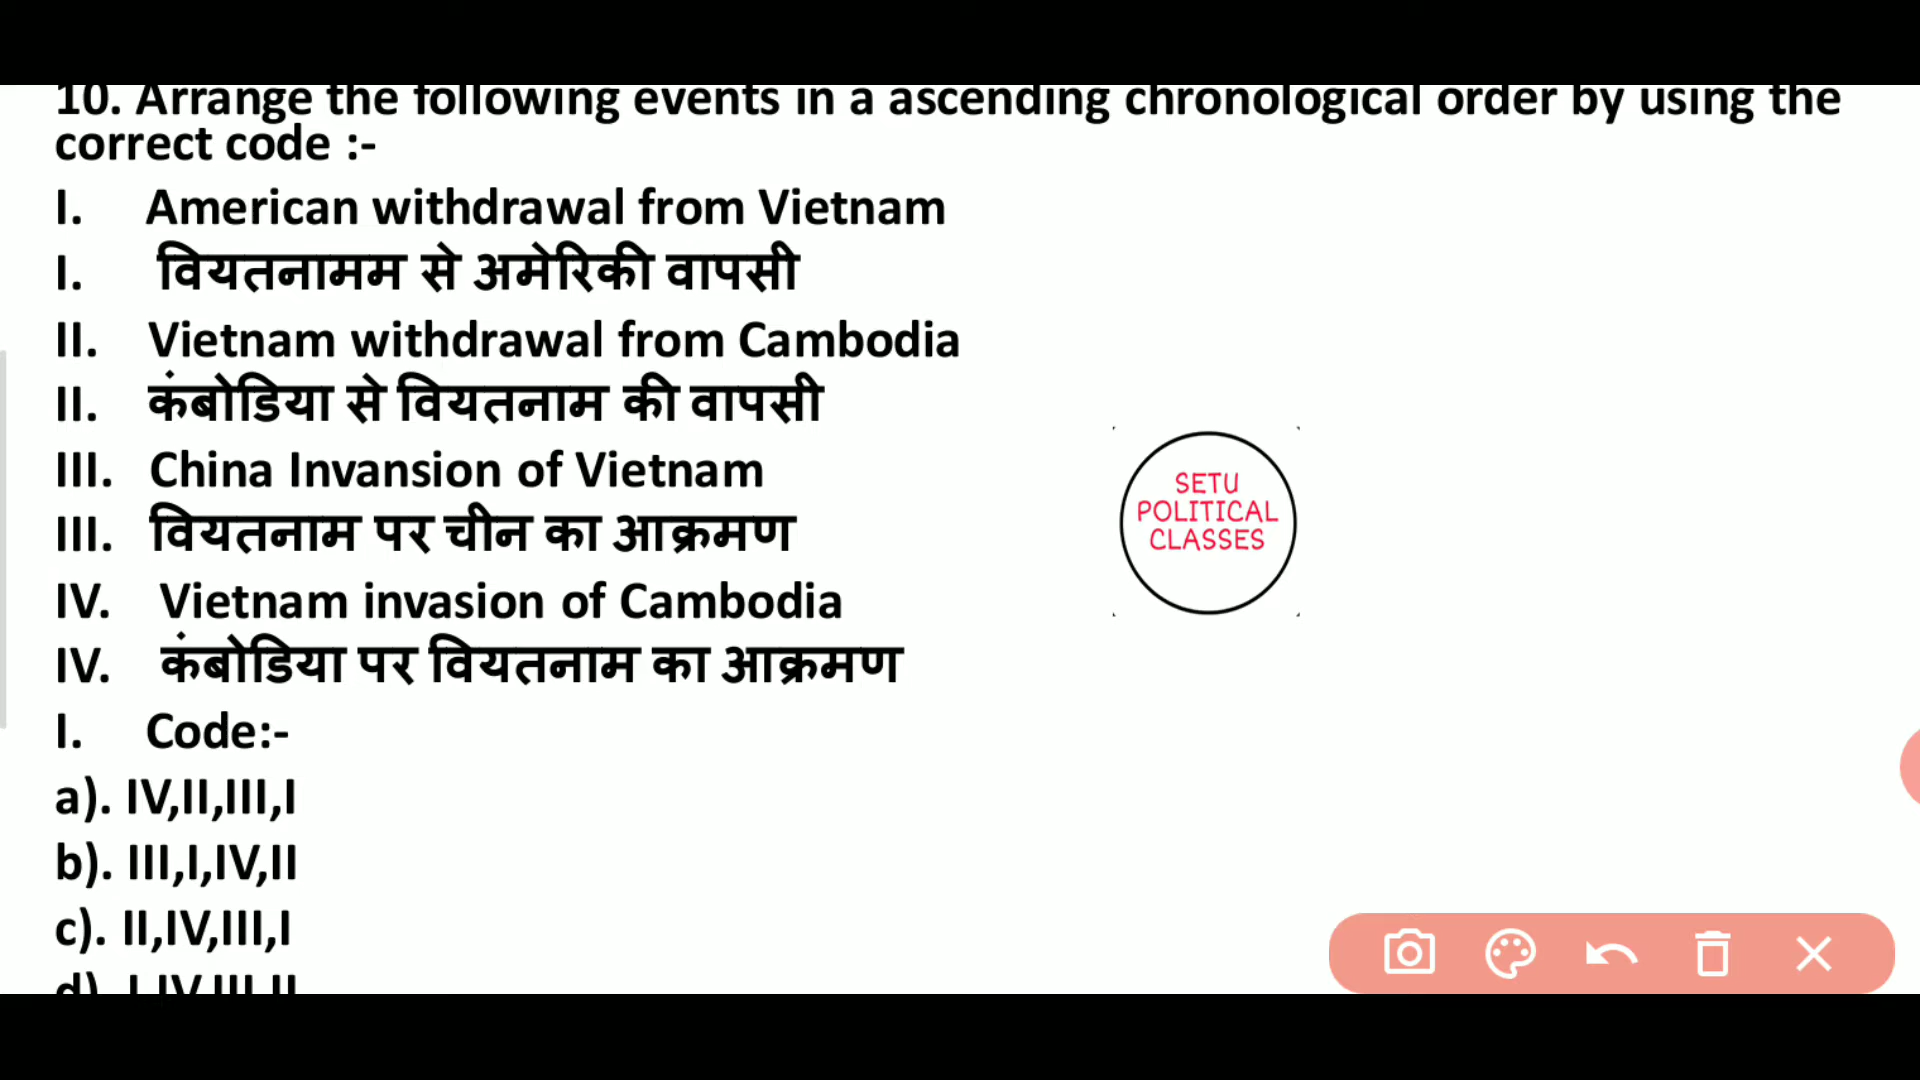 10. Arrange the following events in a ascending chronological order by using the
correct code :-
I. American withdrawal from Vietnam
I. वियतनामम से अमेरिकी वापसी
II. Vietnam withdrawal from Cambodia
II. कंबोडिया से वियतनाम की वापसी
III. China Invansion of Vietnam
III. वियतनाम पर चीन का आक्रमण
IV. Vietnam invasion of Cambodia
IV. कंबोडिया पर वियतनाम का आक्रमण
I. Code:-
a). IV,II,III,I
b). III,I,IV,II
c). II,IV,III,I
d). I,IV,III,II
SETU
POLITICAL
CLASSES